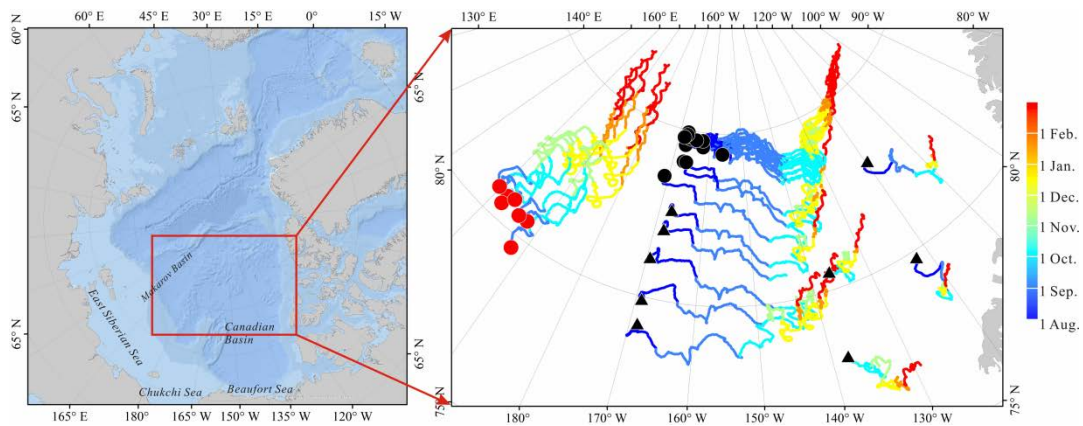 45° E 30° E 15° E 0° 15° W
60° N
65° N
65° N
Makarov Basin
East Siberian Sea
Canadian
Basin
Chukchi Sea
Beaufort Sea
65° N
65° N
165° E 180° 165° W 150° W 135° W 120° W
130° E 140° E 160° E 160° W 120° W 100° W 90° W 80° W
80° N
80° N
75° N
75° N
180° 170° W 160° W 150° W 140° W 130° W
1 Feb.
1 Jan.
1 Dec.
1 Nov.
1 Oct.
1 Sep.
1 Aug.